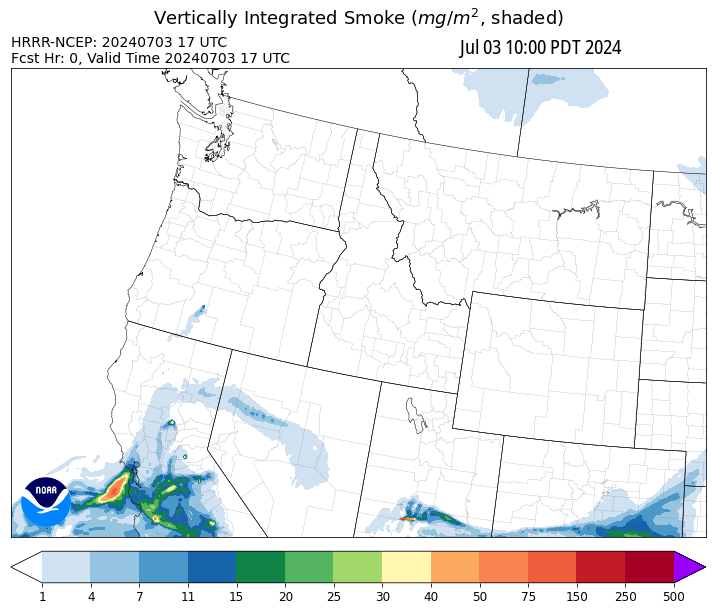 Vertically Integrated Smoke (mg/m², shaded)
HRRR-NCEP: 20240703 17 UTC
Fcst Hr: 0, Valid Time 20240703 17 UTC
Jul 03 10:00 PDT 2024
NOAA
1 4 7 11 15 20 25 30 40 50 75 150 250 500